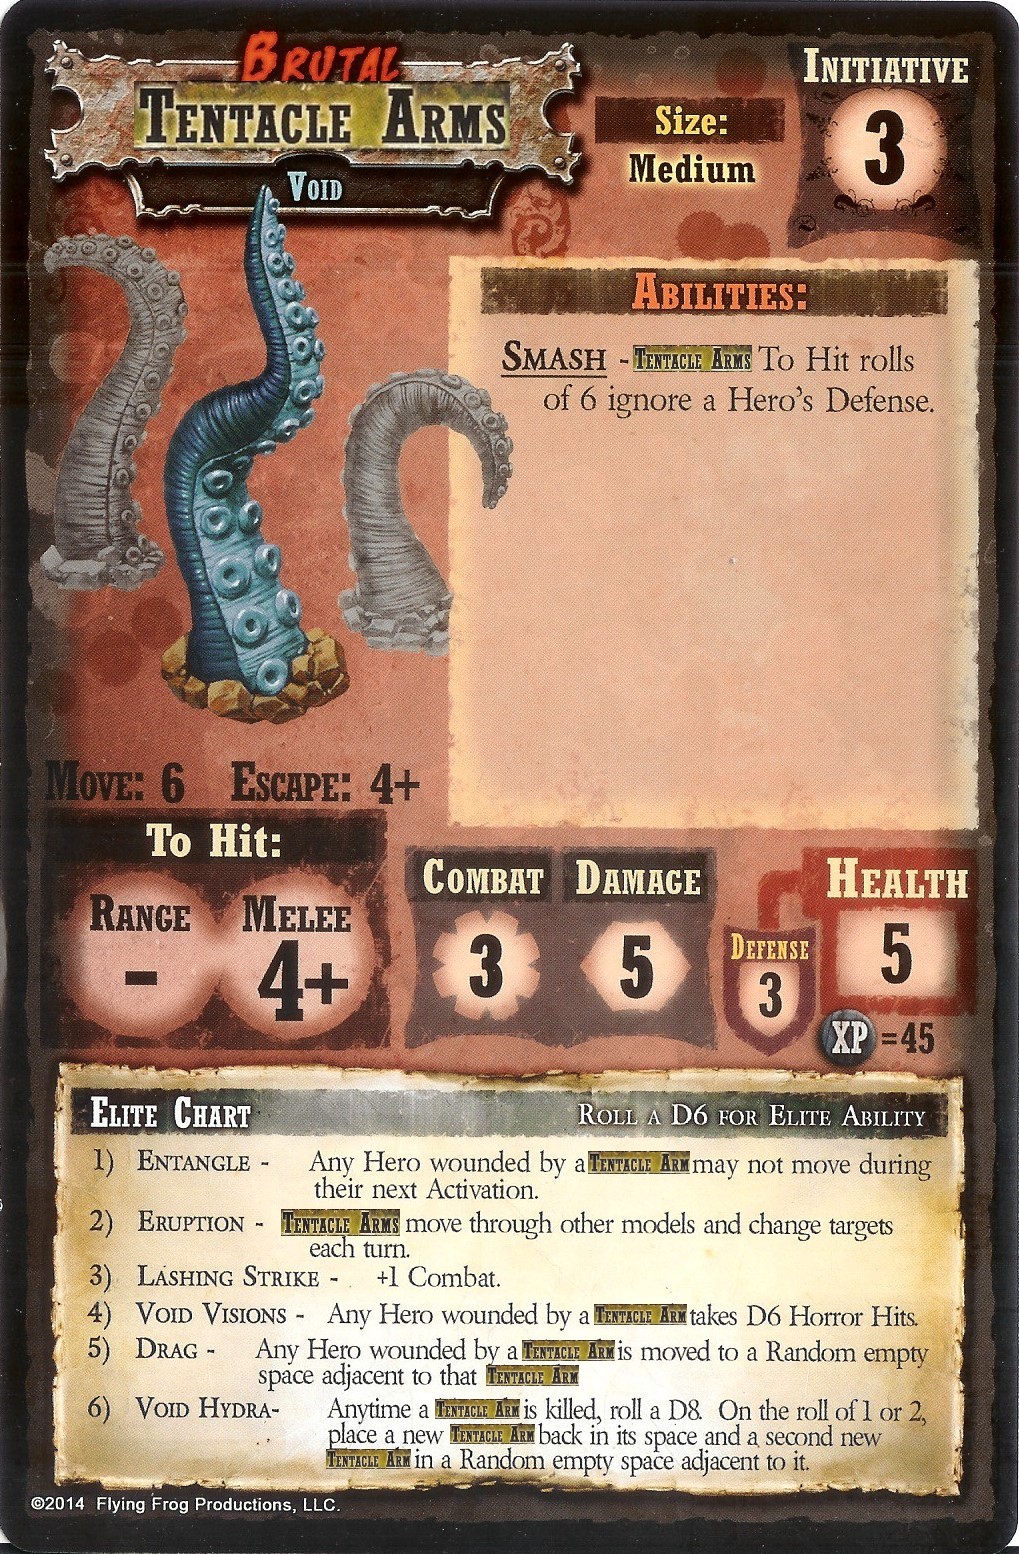 BRUTAL
TENTACLE ARMS
VOID
Size:
Medium
INITIATIVE
3
ABILITIES:
SMASH - TENTACLE ARMS To Hit rolls
of 6 ignore a Hero's Defense.
MOVE: 6 ESCAPE: 4+
To Hit:
RANGE MELEE
- 4+
COMBAT DAMAGE
3 5
DEFENSE
3
HEALTH
5
XP =45
ELITE CHART ROLL A D6 FOR ELITE ABILITY
1) ENTANGLE - Any Hero wounded by a TENTACLE ARM may not move during
their next Activation.
2) ERUPTION - TENTACLE ARMS move through other models and change targets
each turn.
3) LASHING STRIKE - +1 Combat.
4) VOID VISIONS - Any Hero wounded by a TENTACLE ARM takes D6 Horror Hits.
5) DRAG - Any Hero wounded by a TENTACLE ARM is moved to a Random empty
space adjacent to that TENTACLE ARM
6) VOID HYDRA- Anytime a TENTACLE ARM is killed, roll a D8. On the roll of 1 or 2,
place a new TENTACLE ARM back in its space and a second new
TENTACLE ARM in a Random empty space adjacent to it.
©2014 Flying Frog Productions, LLC.